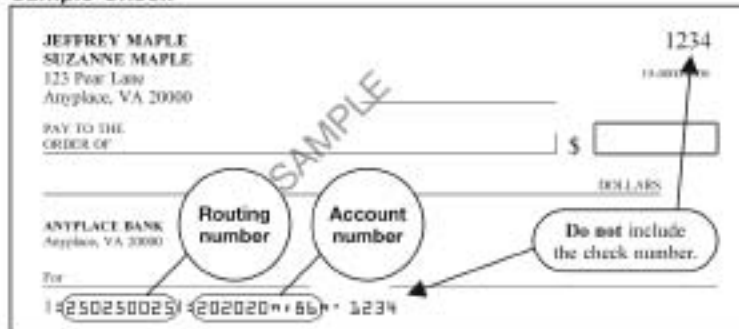 JEFFREY MAPLE
SUZANNE MAPLE
123 Pear Lane
Anyplace, VA 20000
1234
PAY TO THE
ORDER OF
$
SAMPLE
DOLLARS
ANYPLACE BANK
Anyplace, VA 20000
Routing
number
Account
number
Do not include
the check number.
For
250250025 202020 86 1234